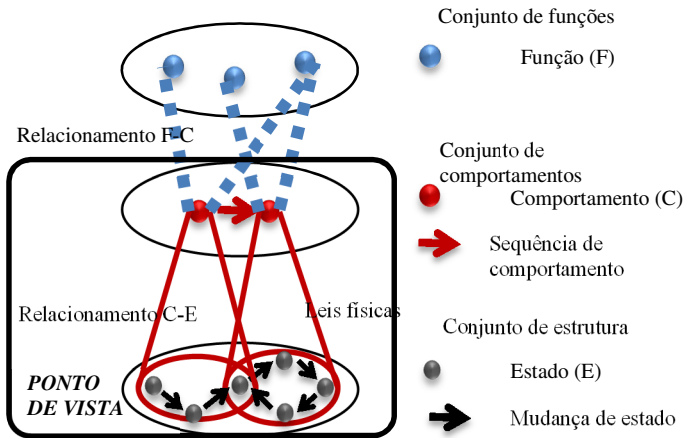 Conjunto de funções
Função (F)
Relacionamento F-C
Conjunto de
comportamentos
Comportamento (C)
Sequência de
comportamento
Relacionamento C-E
Leis físicas
Conjunto de estrutura
Estado (E)
PONTO
DE VISTA
Mudança de estado